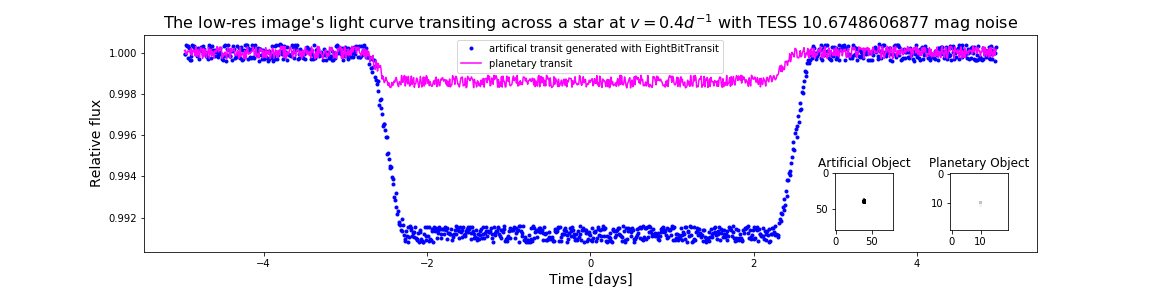 The low-res image's light curve transiting across a star at v = 0.4d⁻¹ with TESS 10.6748606877 mag noise
artifical transit generated with EightBitTransit
planetary transit
Relative flux
1.000
0.998
0.996
0.994
0.992
Artificial Object
0
50
0
50
Planetary Object
0
10
0
10
−4
−2
0
2
4
Time [days]